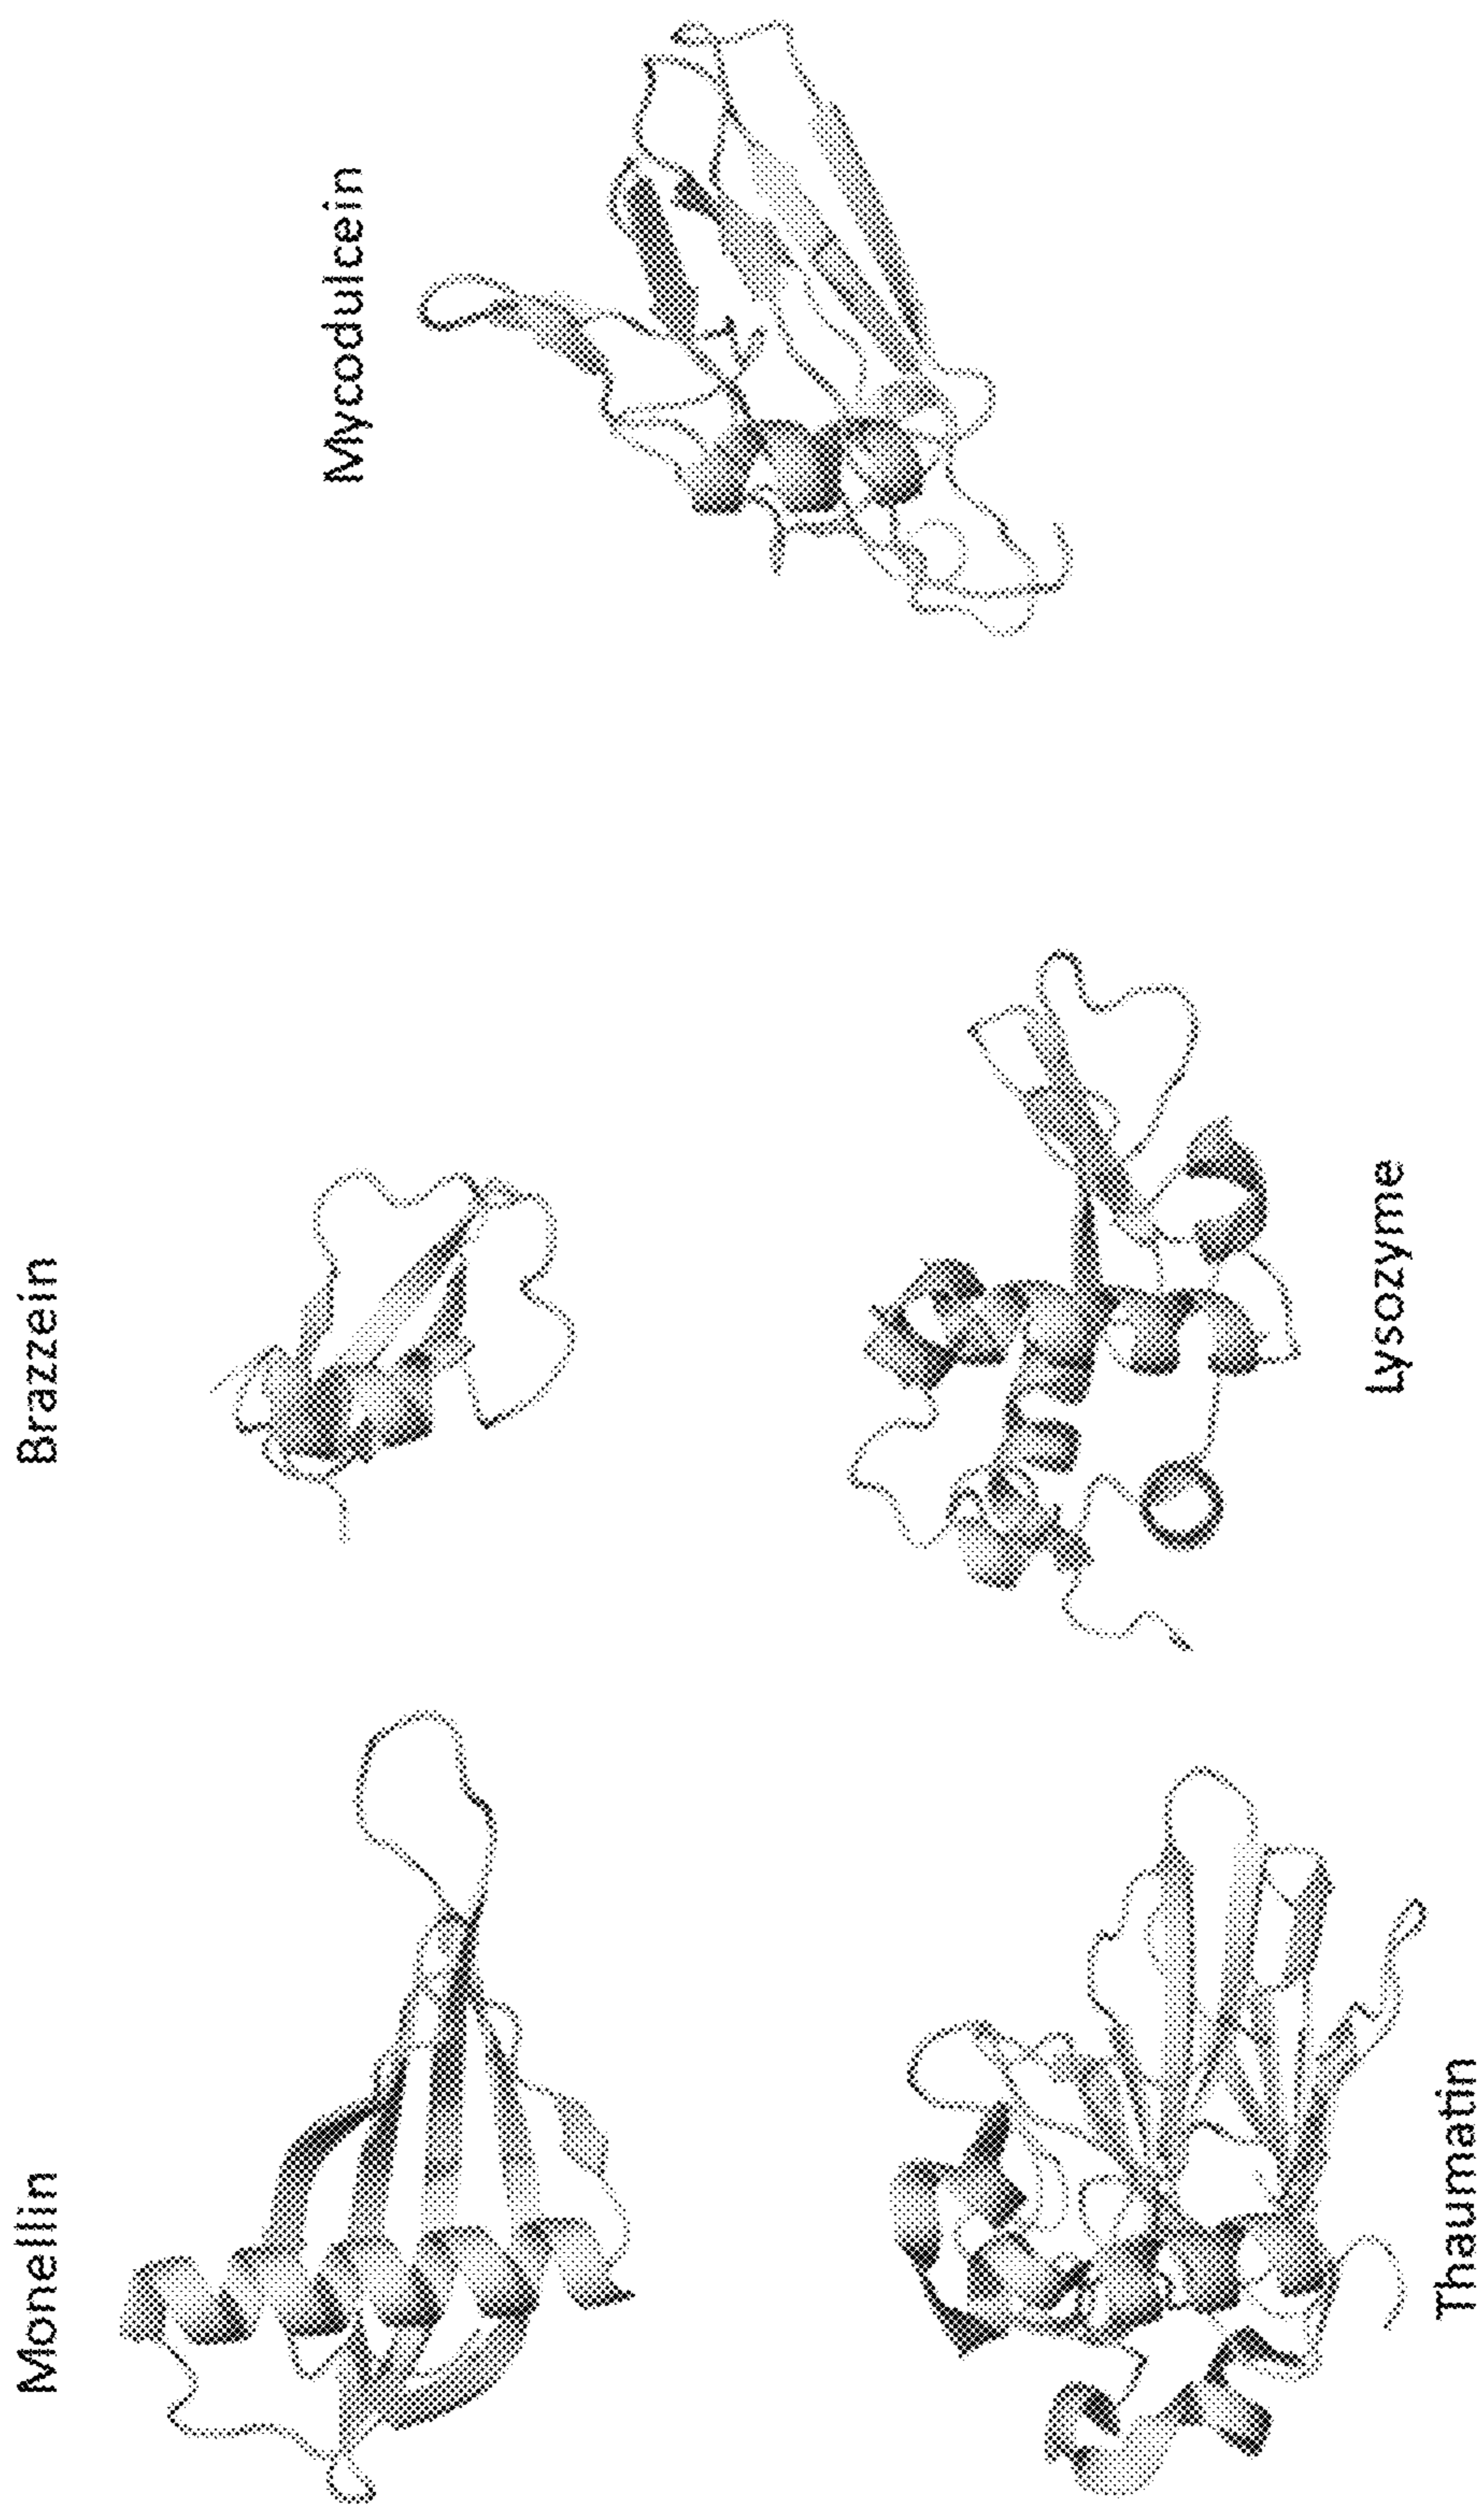 Monellin
Brazzein
Mycodulcein
Thaumatin
Lysozyme